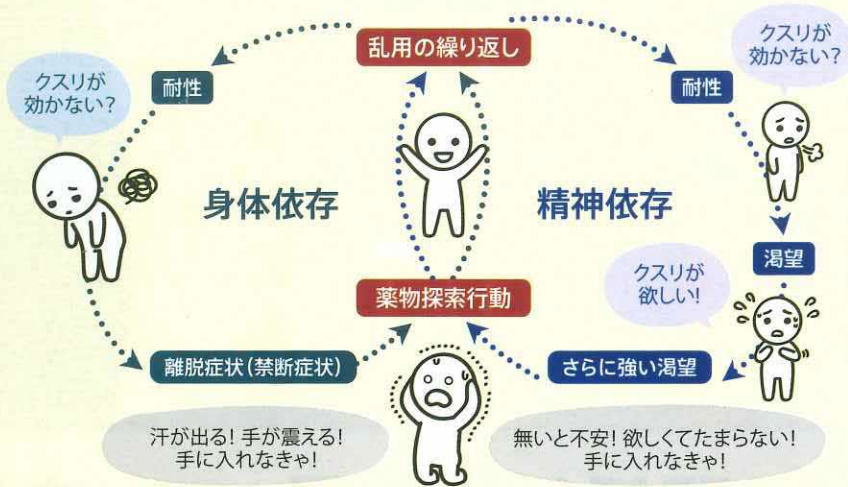 乱用の繰り返し
クスリが
効かない?
耐性
耐性
クスリが
効かない?
身体依存
精神依存
渇望
クスリが
欲しい!
薬物探索行動
離脱症状(禁断症状)
さらに強い渇望
汗が出る! 手が震える!
手に入れなきゃ!
無いと不安! 欲しくてたまらない!
手に入れなきゃ!